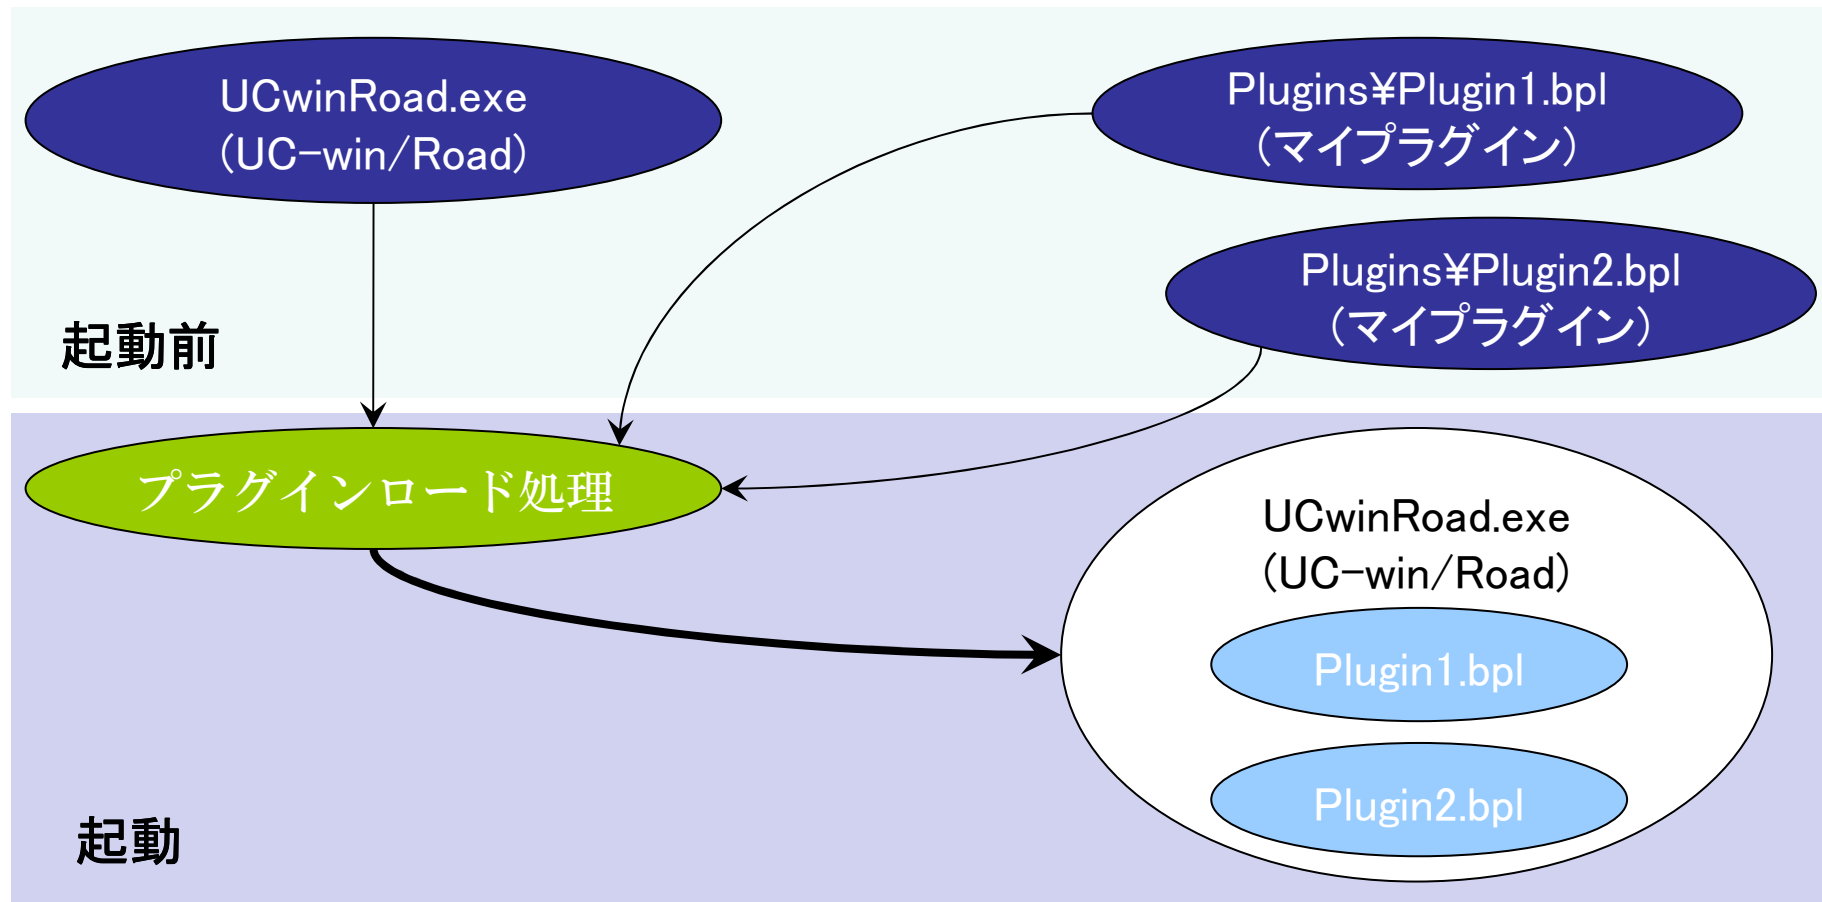 UCwinRoad.exe
(UC-win/Road)
Plugins¥Plugin1.bpl
(マイプラグイン)
Plugins¥Plugin2.bpl
(マイプラグイン)
起動前
プラグインロード処理
UCwinRoad.exe
(UC-win/Road)
Plugin1.bpl
Plugin2.bpl
起動